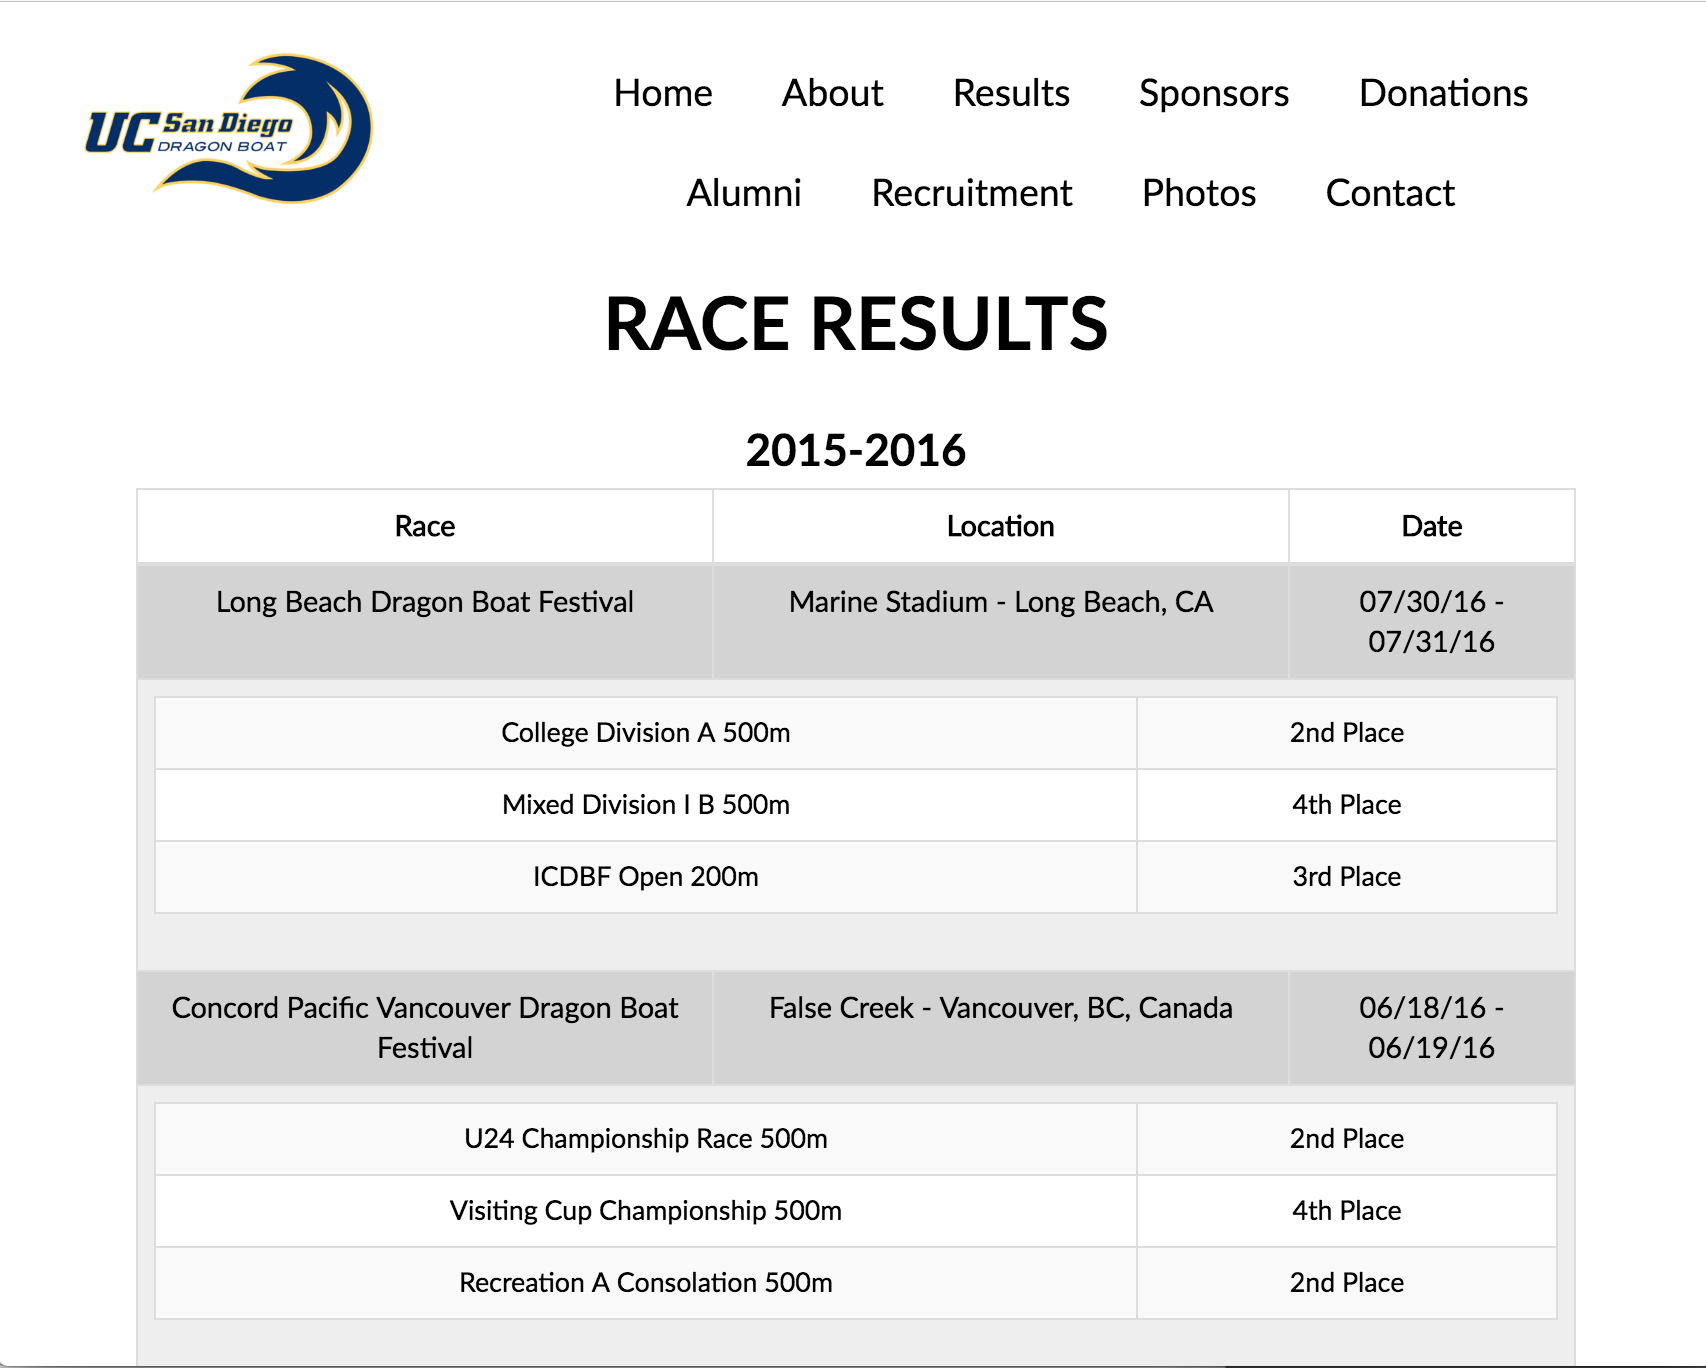 UC San Diego
DRAGON BOAT
Home About Results Sponsors Donations
Alumni Recruitment Photos Contact
RACE RESULTS
2015-2016
Race Location Date
Long Beach Dragon Boat Festival Marine Stadium - Long Beach, CA 07/30/16 -
07/31/16
College Division A 500m 2nd Place
Mixed Division I B 500m 4th Place
ICDBF Open 200m 3rd Place
Concord Pacific Vancouver Dragon Boat False Creek - Vancouver, BC, Canada 06/18/16 -
Festival 06/19/16
U24 Championship Race 500m 2nd Place
Visiting Cup Championship 500m 4th Place
Recreation A Consolation 500m 2nd Place